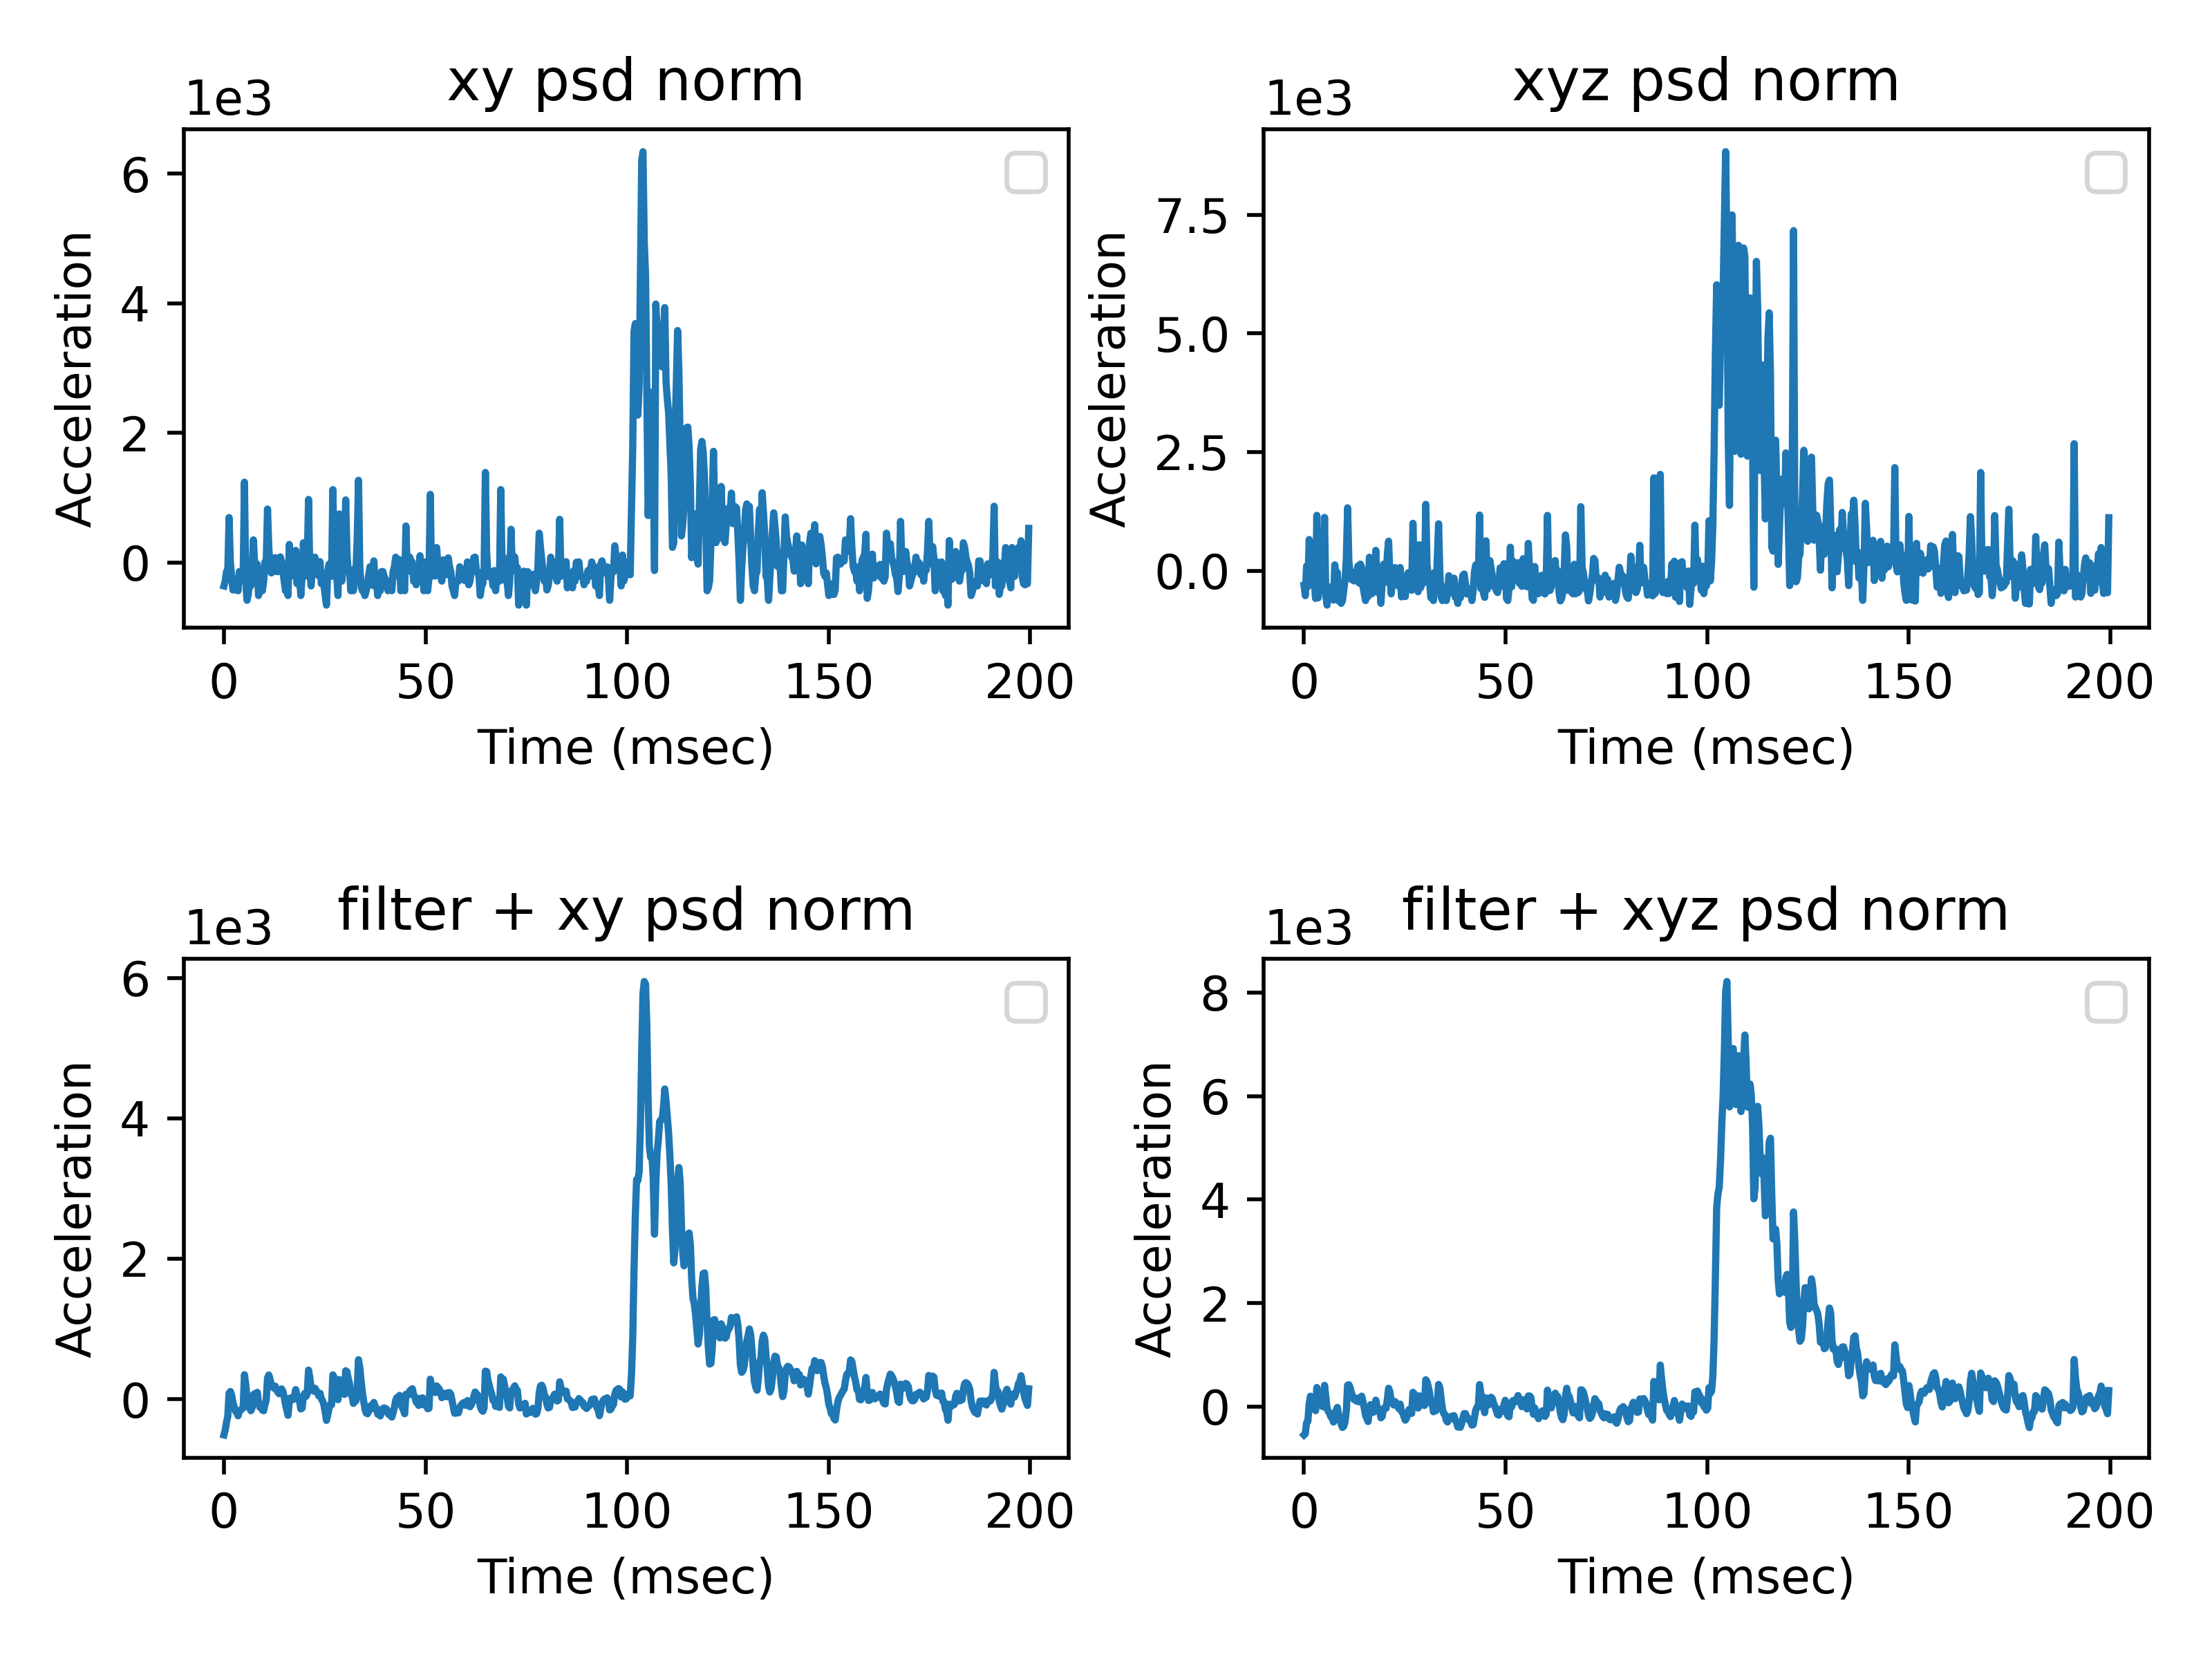 xy psd norm
1e3
6
4
2
0
Acceleration
0 50 100 150 200
Time (msec)
xyz psd norm
1e3
7.5
5.0
2.5
0.0
Acceleration
0 50 100 150 200
Time (msec)
filter + xy psd norm
1e3
6
4
2
0
Acceleration
0 50 100 150 200
Time (msec)
filter + xyz psd norm
1e3
8
6
4
2
0
Acceleration
0 50 100 150 200
Time (msec)